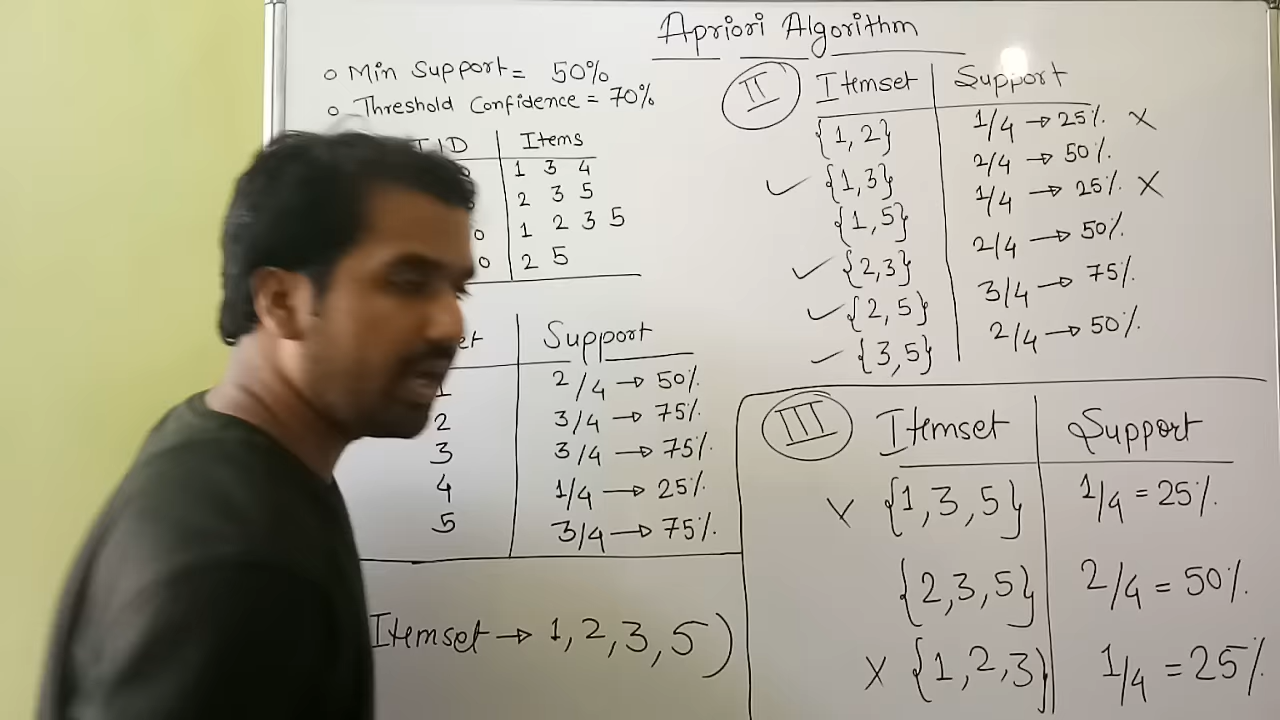 Apriori Algorithm
o Min Support = 50%
o Threshold Confidence = 70%
Items
1 3 4
2 3 5
0 1 2 3 5
0 2 5
Support
1 2/4 → 50%
2 3/4 → 75%
3 3/4 → 75%
4 1/4 → 25%
5 3/4 → 75%
Itemset → 1, 2, 3, 5)
II Itemset Support
{1, 2} 1/4 → 25% X
✓ {1, 3} 2/4 → 50%
{1, 5} 1/4 → 25% X
✓ {2, 3} 2/4 → 50%
✓ {2, 5} 3/4 → 75%
✓ {3, 5} 2/4 → 50%
III Itemset Support
X {1, 3, 5} 1/4 = 25%
{2, 3, 5} 2/4 = 50%
X {1, 2, 3} 1/4 = 25%